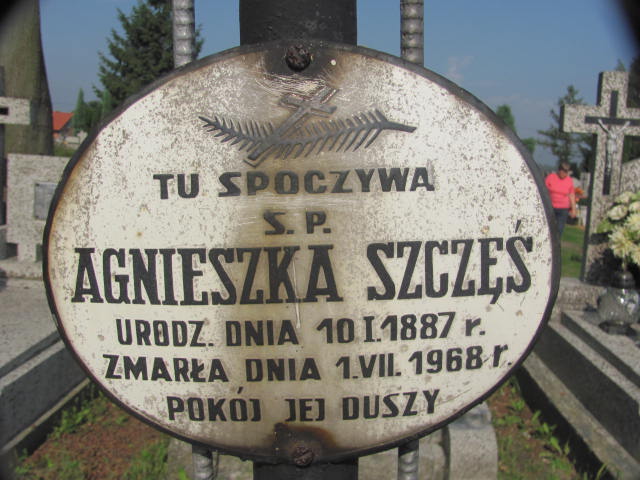 TU SPOCZYWA
S. P.
AGNIESZKA SZCZĘŚ
URODZ. DNIA 10 I. 1887 r.
ZMARŁA DNIA 1. VII. 1968 r.
POKÓJ JEJ DUSZY